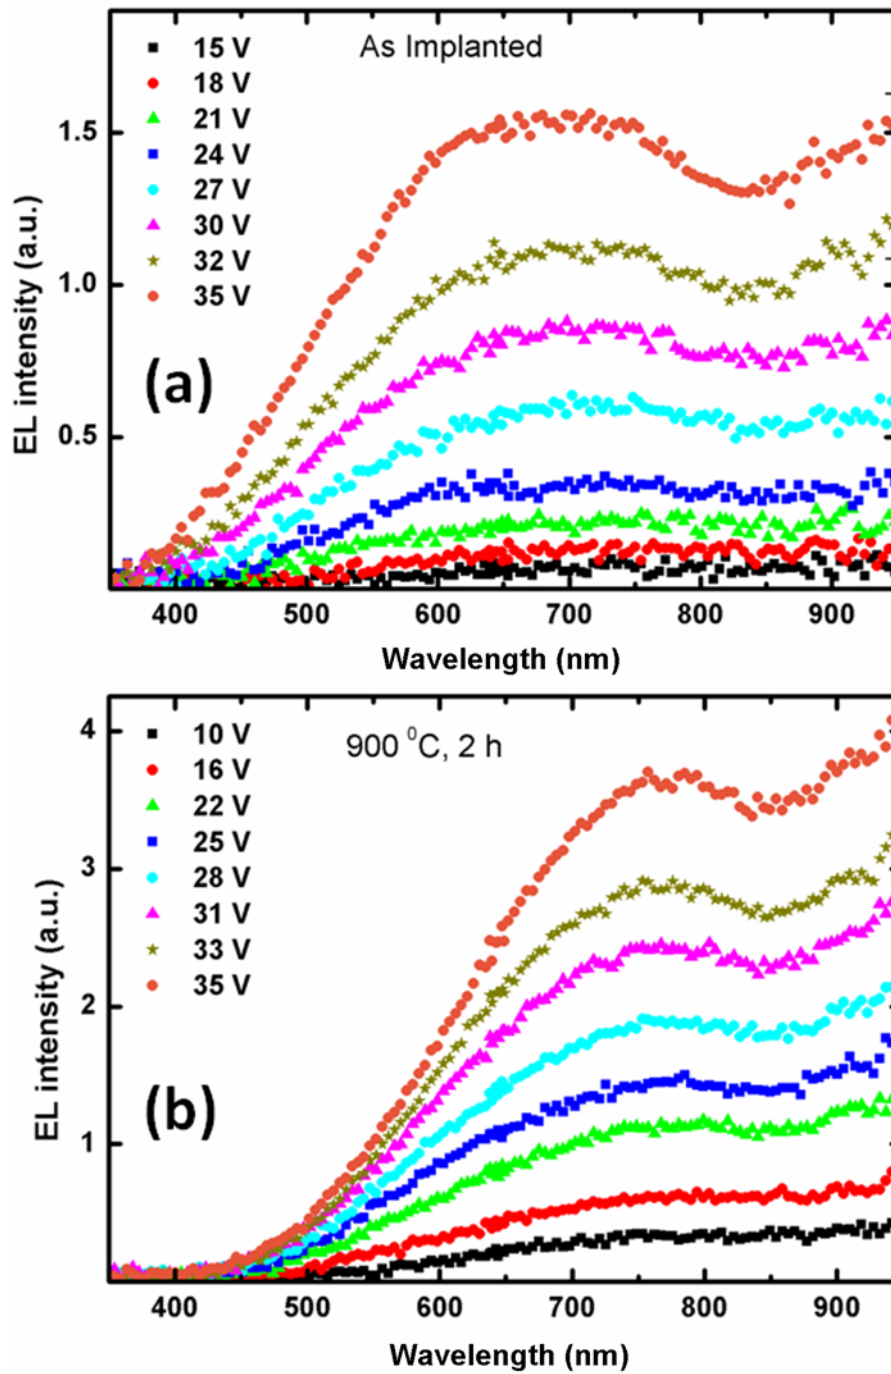 As Implanted
15 V
18 V
21 V
24 V
27 V
30 V
32 V
35 V
(a)
EL intensity (a.u.)
1.5
1.0
0.5
400 500 600 700 800 900
Wavelength (nm)
900 ⁰C, 2 h
10 V
16 V
22 V
25 V
28 V
31 V
33 V
35 V
(b)
EL intensity (a.u.)
4
3
2
1
400 500 600 700 800 900
Wavelength (nm)